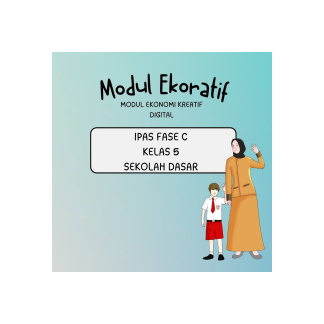 Modul Ekoratif
MODUL EKONOMI KREATIF
DIGITAL
IPAS FASE C
KELAS 5
SEKOLAH DASAR